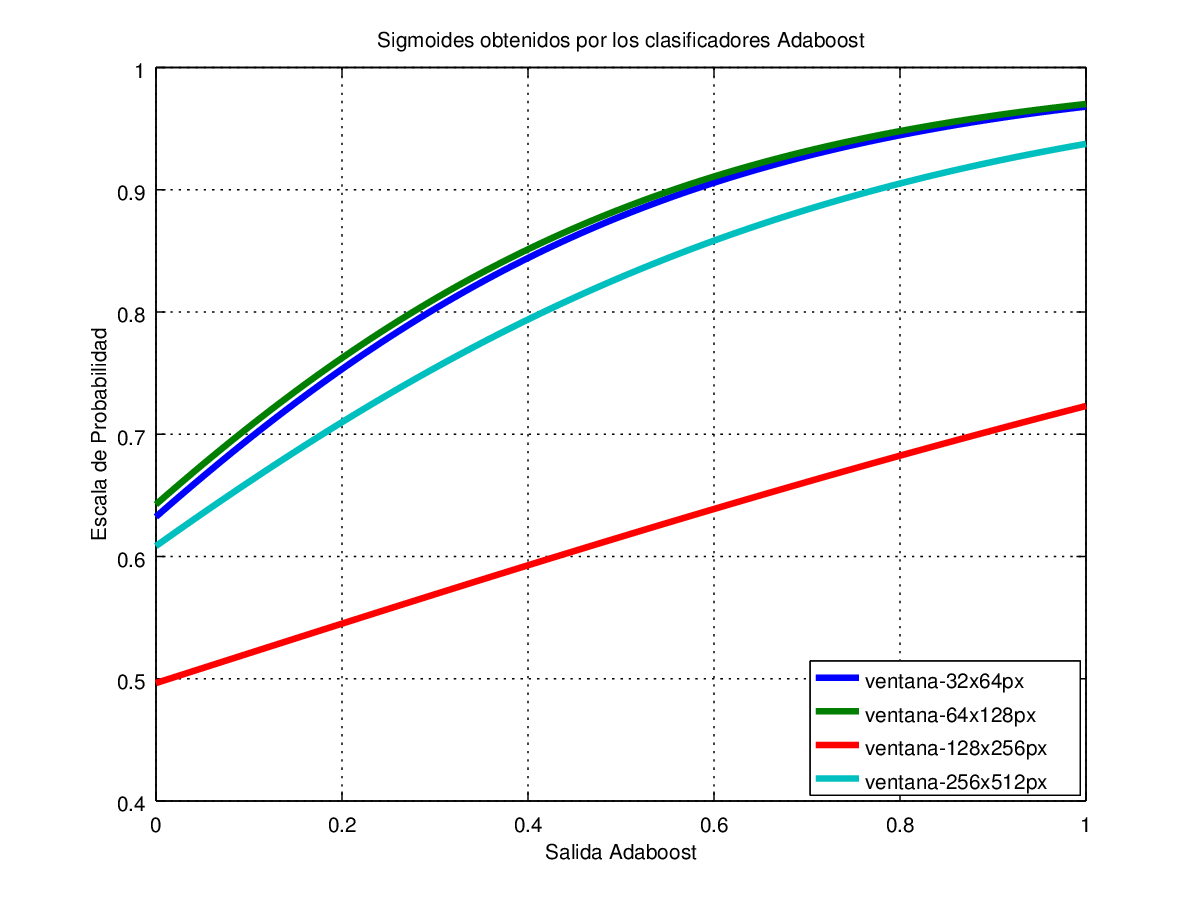 Sigmoides obtenidos por los clasificadores Adaboost
1
0.9
0.8
0.7
0.6
0.5
0.4
Escala de Probabilidad
ventana-32x64px
ventana-64x128px
ventana-128x256px
ventana-256x512px
0 0.2 0.4 0.6 0.8 1
Salida Adaboost